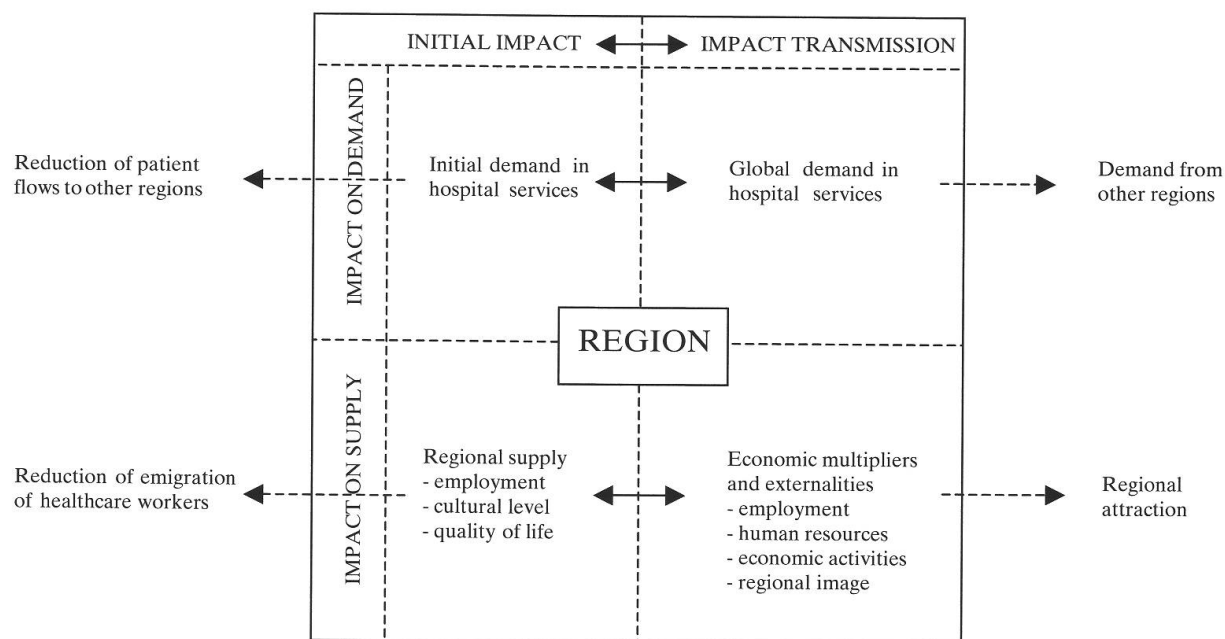 INITIAL IMPACT
IMPACT TRANSMISSION
IMPACT ON DEMAND
Reduction of patient
flows to other regions
Initial demand in
hospital services
Global demand in
hospital services
Demand from
other regions
REGION
IMPACT ON SUPPLY
Reduction of emigration
of healthcare workers
Regional supply
- employment
- cultural level
- quality of life
Economic multipliers
and externalities
- employment
- human resources
- economic activities
- regional image
Regional
attraction